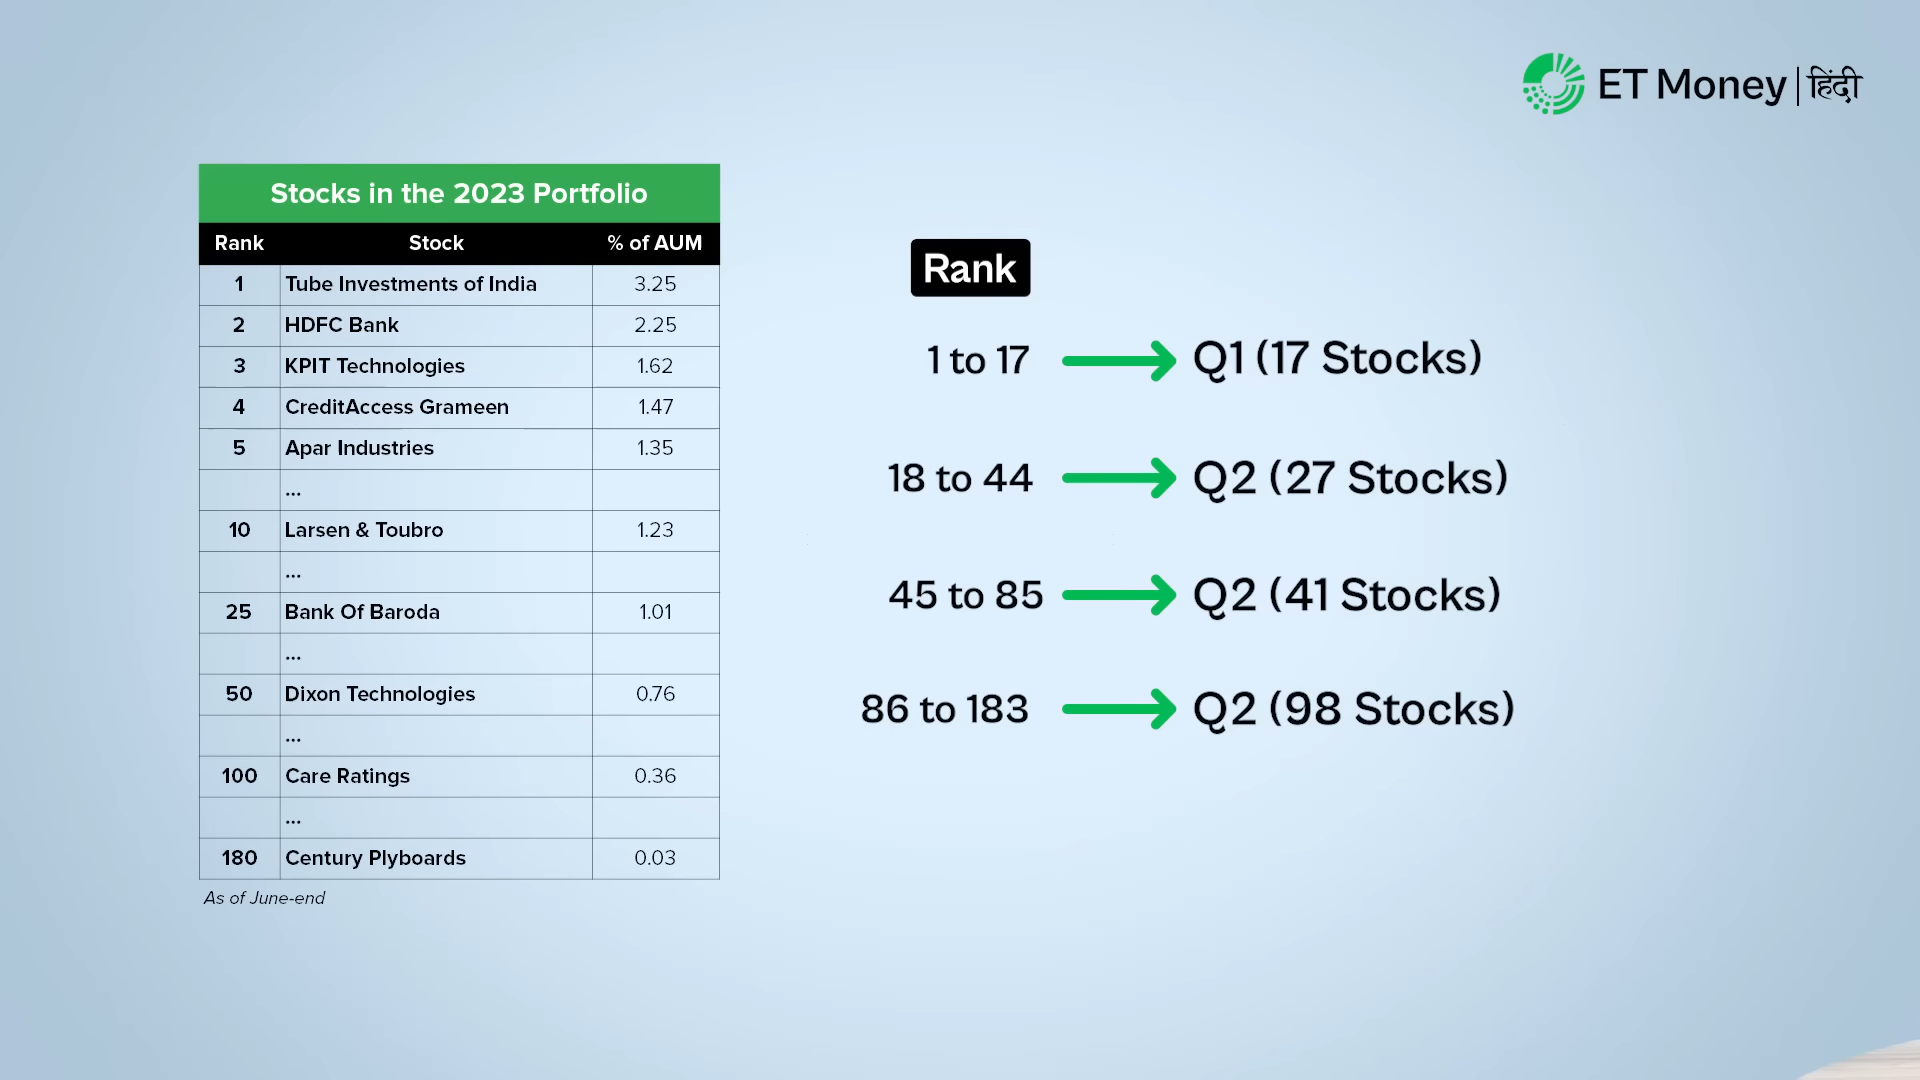 ET Money | हिंदी
Stocks in the 2023 Portfolio
Rank Stock % of AUM
1 Tube Investments of India 3.25
2 HDFC Bank 2.25
3 KPIT Technologies 1.62
4 CreditAccess Grameen 1.47
5 Apar Industries 1.35
...
10 Larsen & Toubro 1.23
...
25 Bank Of Baroda 1.01
...
50 Dixon Technologies 0.76
...
100 Care Ratings 0.36
...
180 Century Plyboards 0.03
As of June-end
Rank
1 to 17 Q1 (17 Stocks)
18 to 44 Q2 (27 Stocks)
45 to 85 Q2 (41 Stocks)
86 to 183 Q2 (98 Stocks)